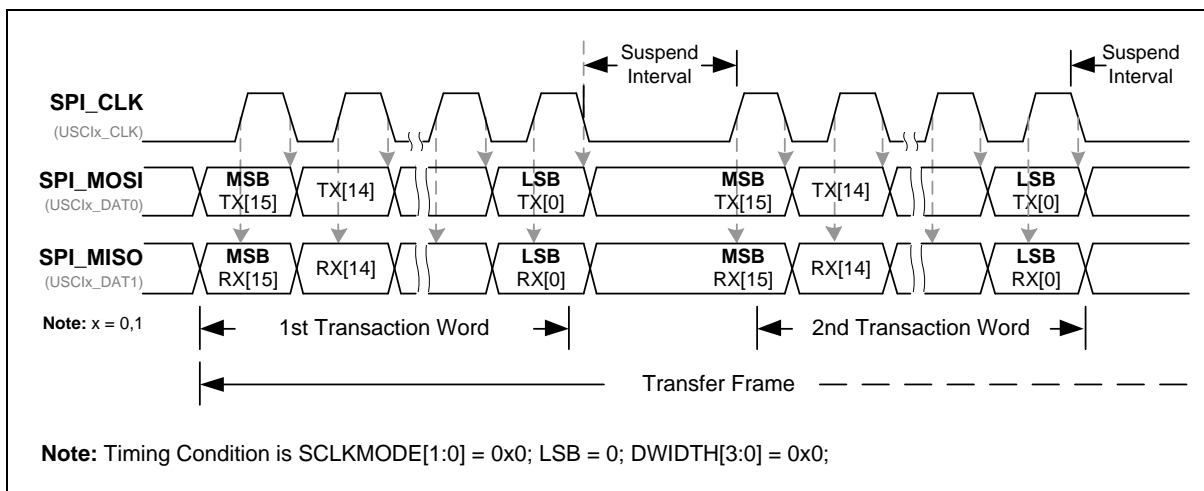 Suspend
Interval
Suspend
Interval
SPI_CLK
(USCIx_CLK)
SPI_MOSI
(USCIx_DAT0)
MSB
TX[15]
TX[14]
LSB
TX[0]
MSB
TX[15]
TX[14]
LSB
TX[0]
SPI_MISO
(USCIx_DAT1)
MSB
RX[15]
RX[14]
LSB
RX[0]
MSB
RX[15]
RX[14]
LSB
RX[0]
Note: x = 0,1
1st Transaction Word
2nd Transaction Word
Transfer Frame
Note: Timing Condition is SCLKMODE[1:0] = 0x0; LSB = 0; DWIDTH[3:0] = 0x0;